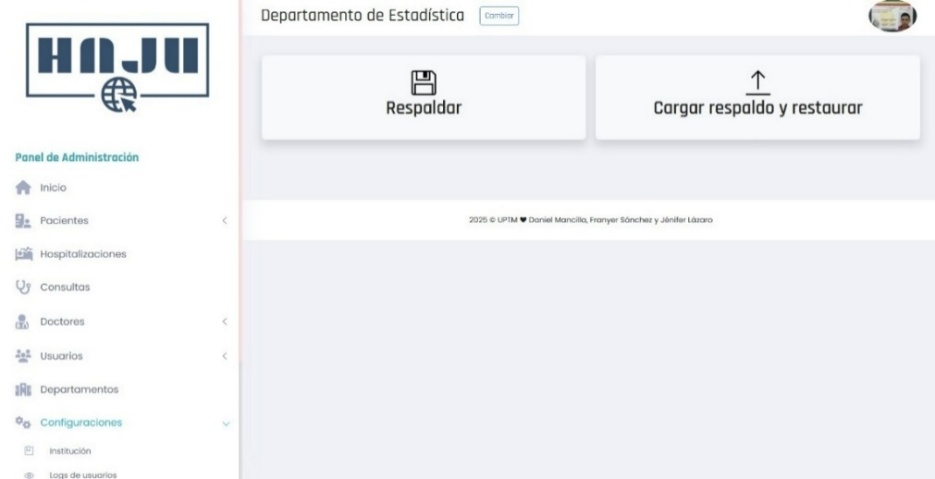 HNJU
Panel de Administración
Inicio
Pacientes
Hospitalizaciones
Consultas
Doctores
Usuarios
Departamentos
Configuraciones
Institución
Logs de usuarios
Departamento de Estadística Cambiar
Respaldar
Cargar respaldo y restaurar
2025 © UPTM ♥ Daniel Mancilla, Franyer Sánchez y Jénifer Lázaro